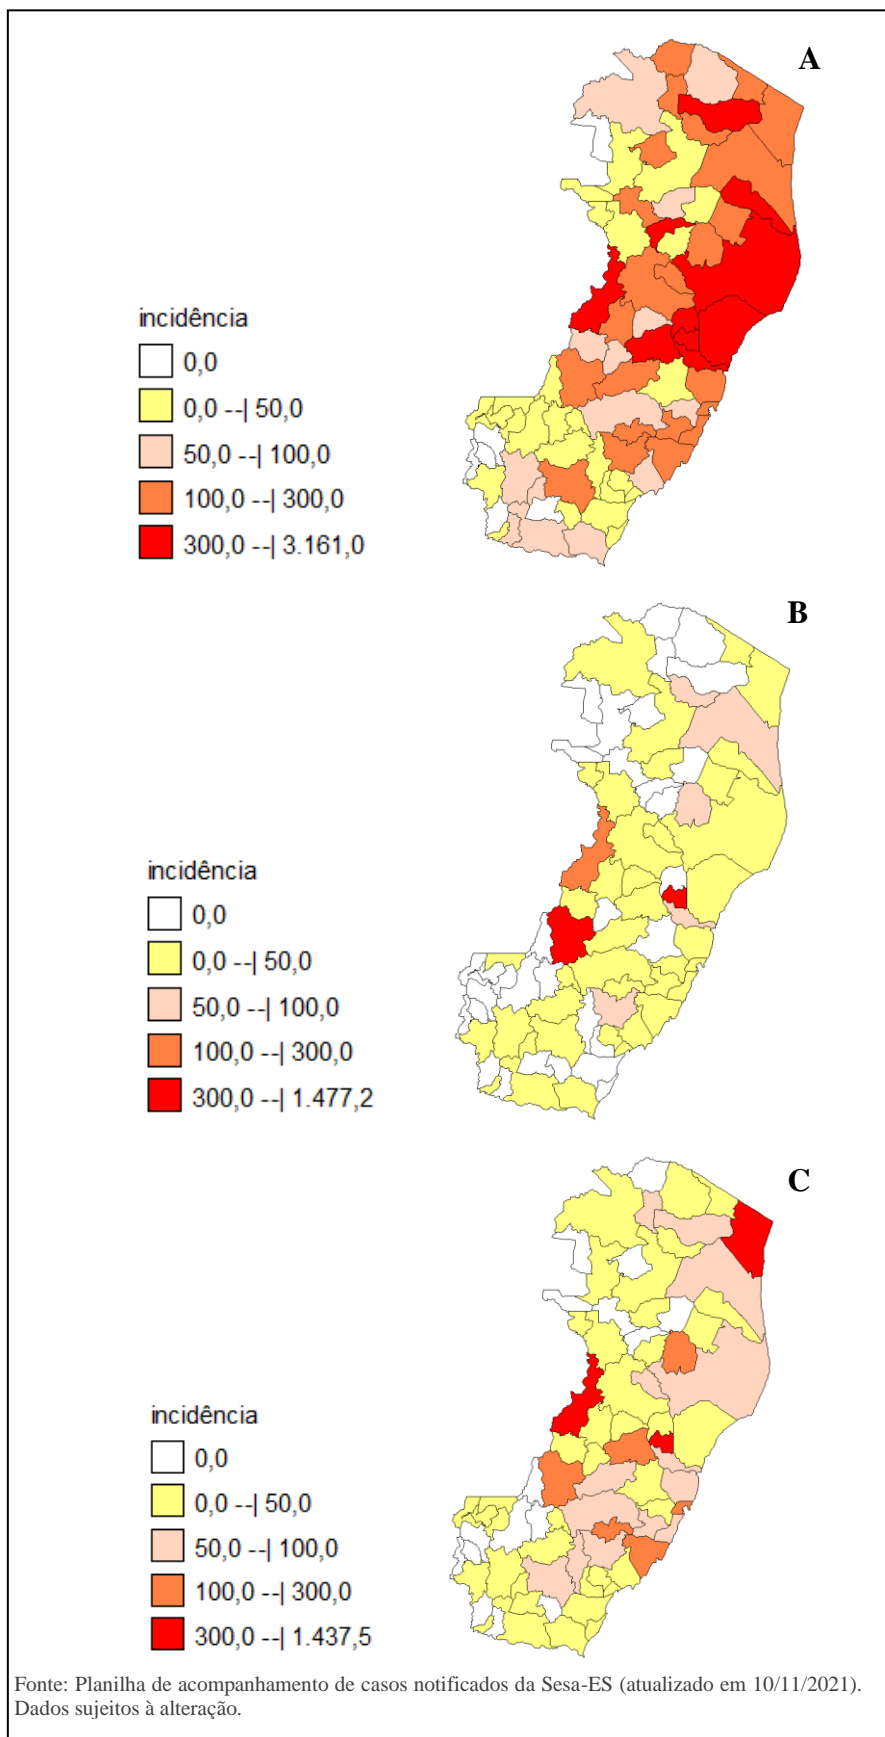 A
incidência
0,0
0,0 --| 50,0
50,0 --| 100,0
100,0 --| 300,0
300,0 --| 3.161,0
B
incidência
0,0
0,0 --| 50,0
50,0 --| 100,0
100,0 --| 300,0
300,0 --| 1.477,2
C
incidência
0,0
0,0 --| 50,0
50,0 --| 100,0
100,0 --| 300,0
300,0 --| 1.437,5
Fonte: Planilha de acompanhamento de casos notificados da Sesa-ES (atualizado em 10/11/2021).
Dados sujeitos à alteração.